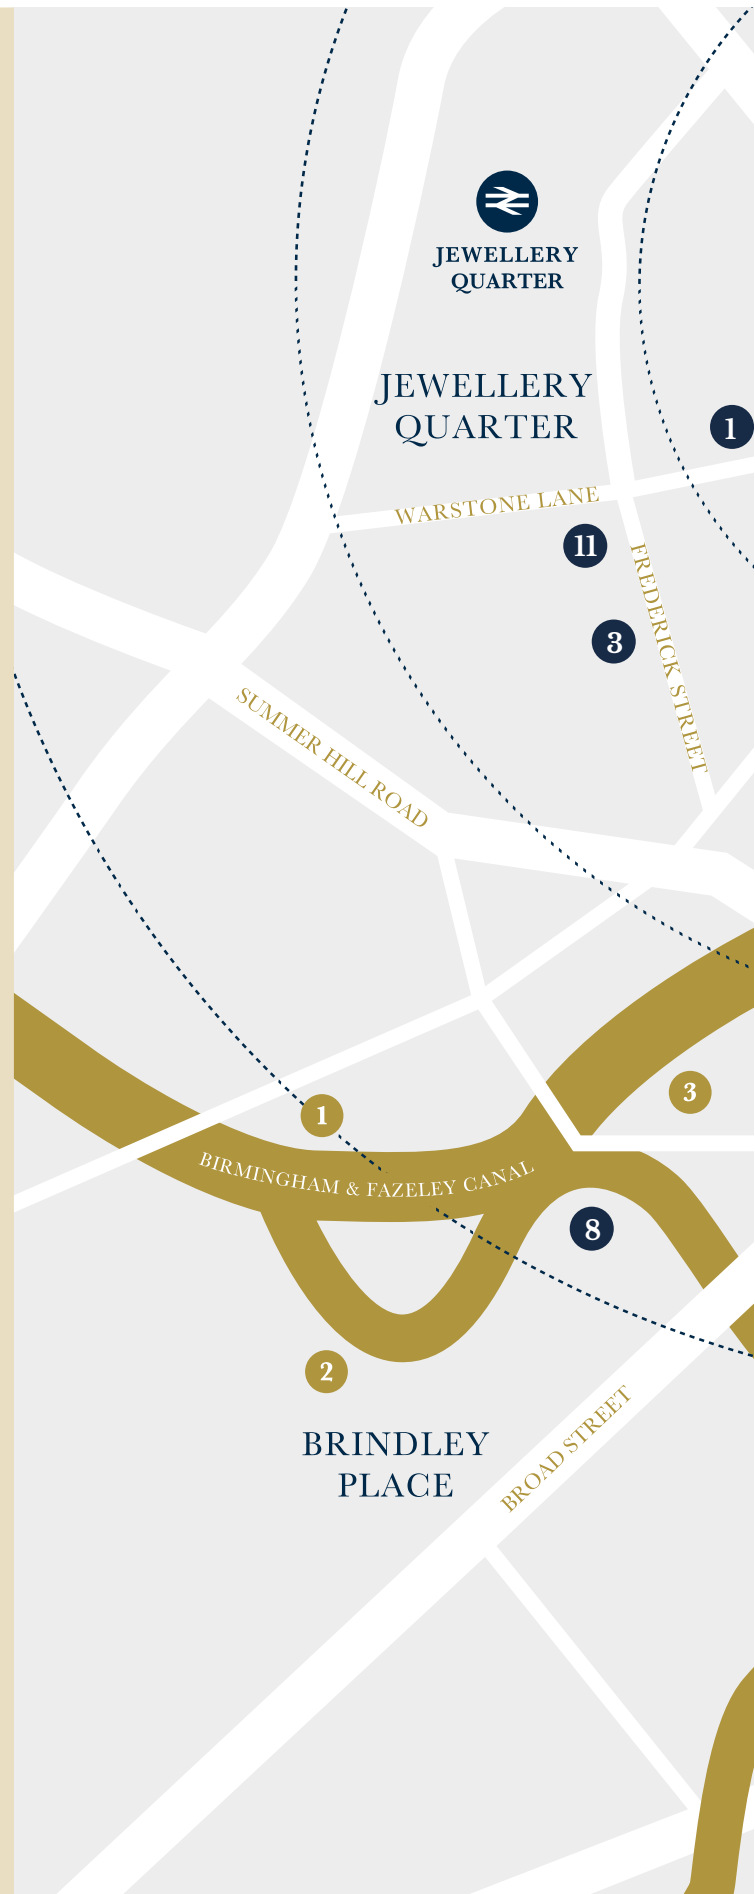 JEWELLERY
QUARTER
JEWELLERY
QUARTER
1
WARSTONE LANE
11
FREDERICK STREET
3
SUMMER HILL ROAD
3
1
BIRMINGHAM & FAZELEY CANAL
8
2
BRINDLEY
PLACE
BROAD STREET